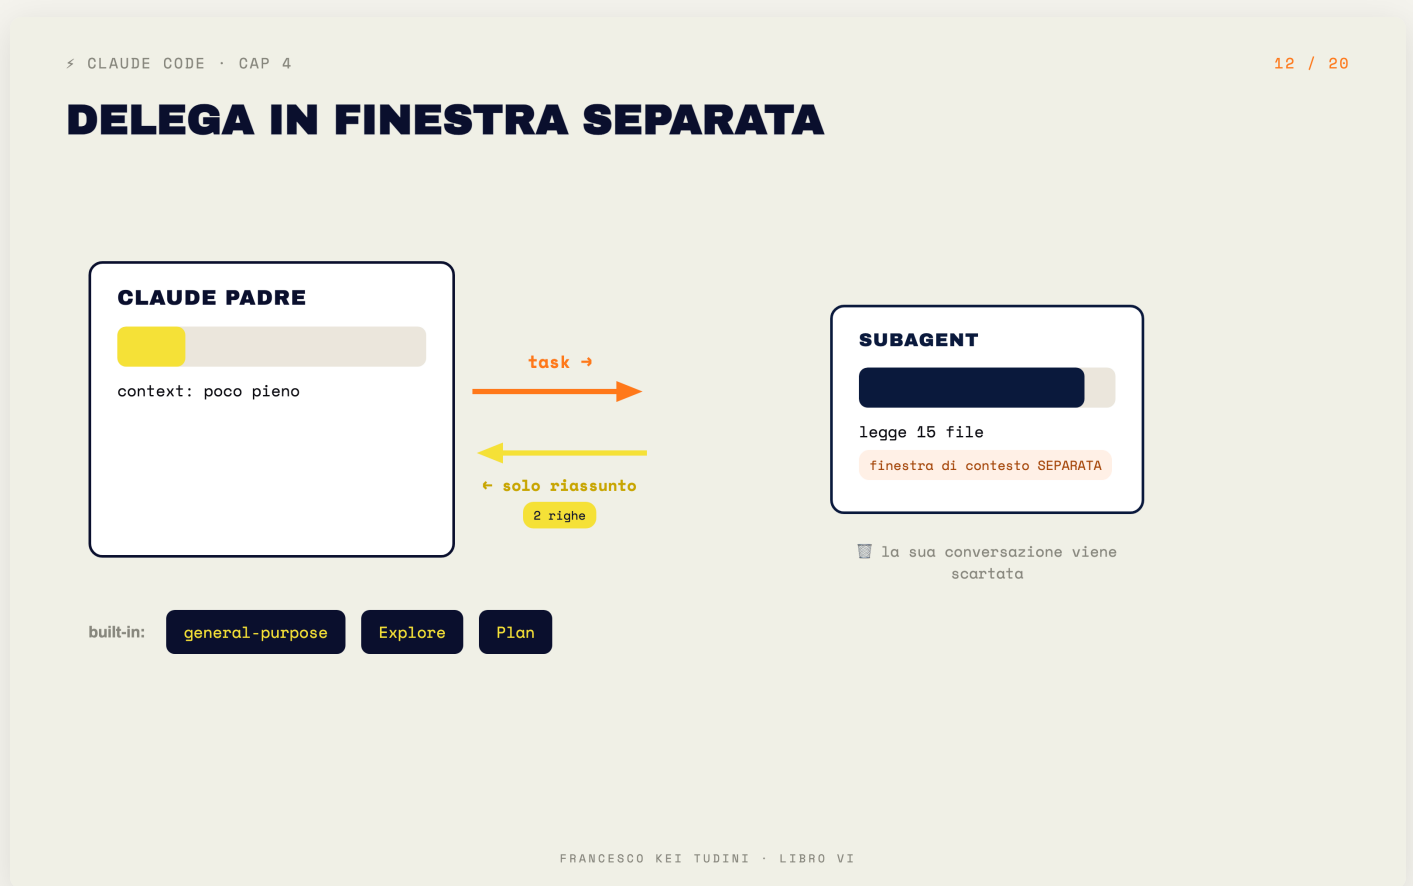 ⚡ CLAUDE CODE · CAP 4
12 / 20
DELEGA IN FINESTRA SEPARATA
CLAUDE PADRE
context: poco pieno
task →
← solo riassunto
2 righe
SUBAGENT
legge 15 file
finestra di contesto SEPARATA
🗑 la sua conversazione viene
scartata
built-in:
general-purpose
Explore
Plan
FRANCESCO KEI TUDINI · LIBRO VI